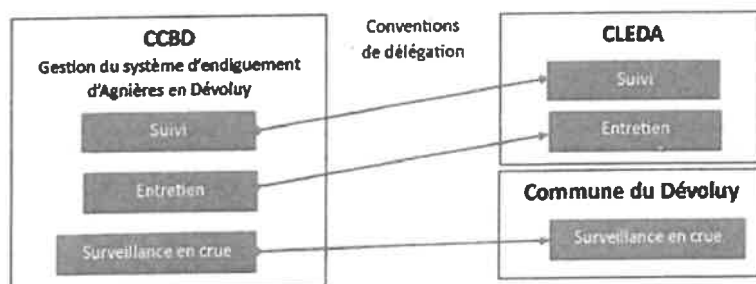 CCBD
Gestion du système d'endiguement
d'Agnières en Dévoluy
Suivi
Entretien
Surveillance en crue
Conventions
de délégation
CLEDA
Suivi
Entretien
Commune du Dévoluy
Surveillance en crue